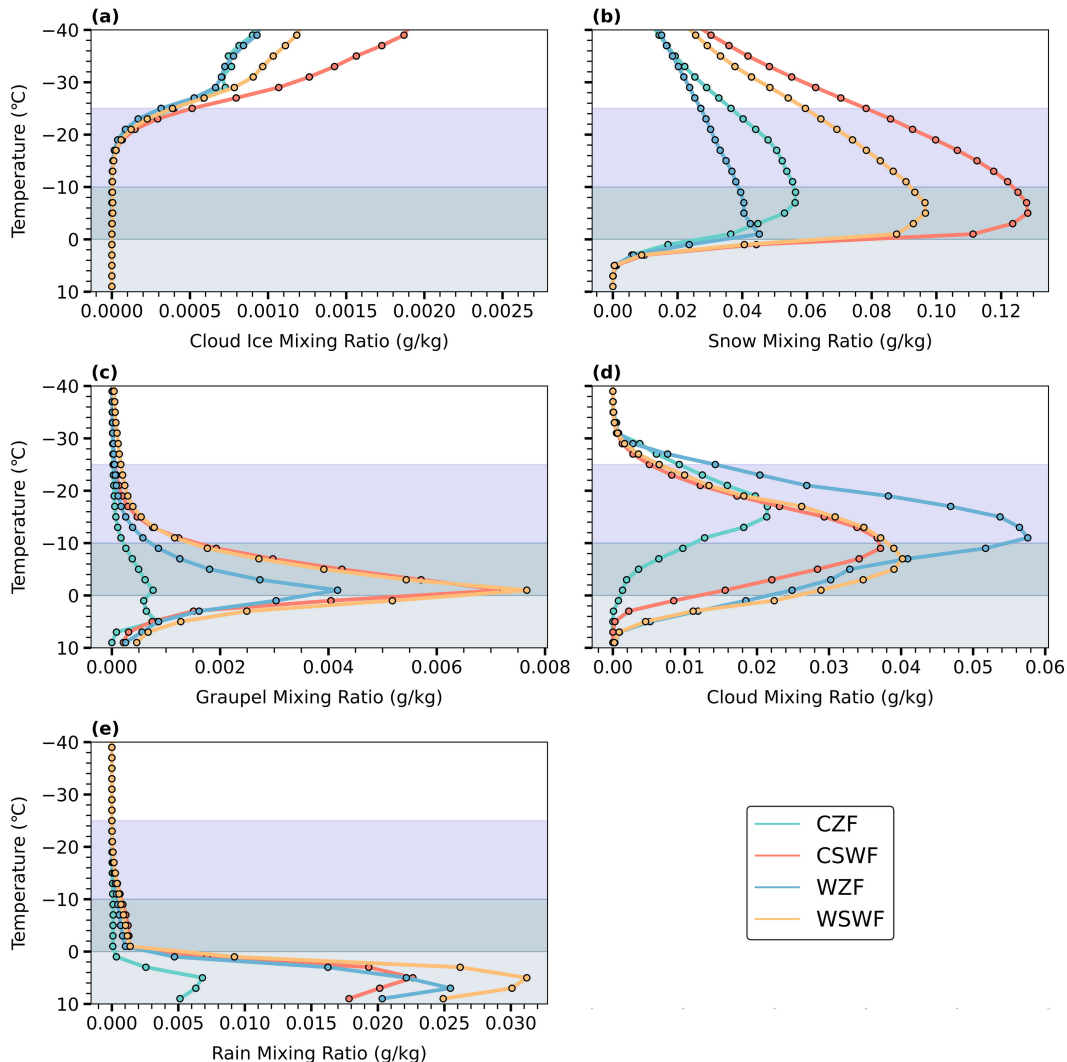 (a)
(b)
−40
−30
−20
−10
0
10
Temperature (°C)
0.0000 0.0005 0.0010 0.0015 0.0020 0.0025
Cloud Ice Mixing Ratio (g/kg)
0.00 0.02 0.04 0.06 0.08 0.10 0.12
Snow Mixing Ratio (g/kg)
(c)
(d)
−40
−30
−20
−10
0
10
Temperature (°C)
0.000 0.002 0.004 0.006 0.008
Graupel Mixing Ratio (g/kg)
0.00 0.01 0.02 0.03 0.04 0.05 0.06
Cloud Mixing Ratio (g/kg)
(e)
−40
−30
−20
−10
0
10
Temperature (°C)
0.000 0.005 0.010 0.015 0.020 0.025 0.030
Rain Mixing Ratio (g/kg)
CZF
CSWF
WZF
WSWF